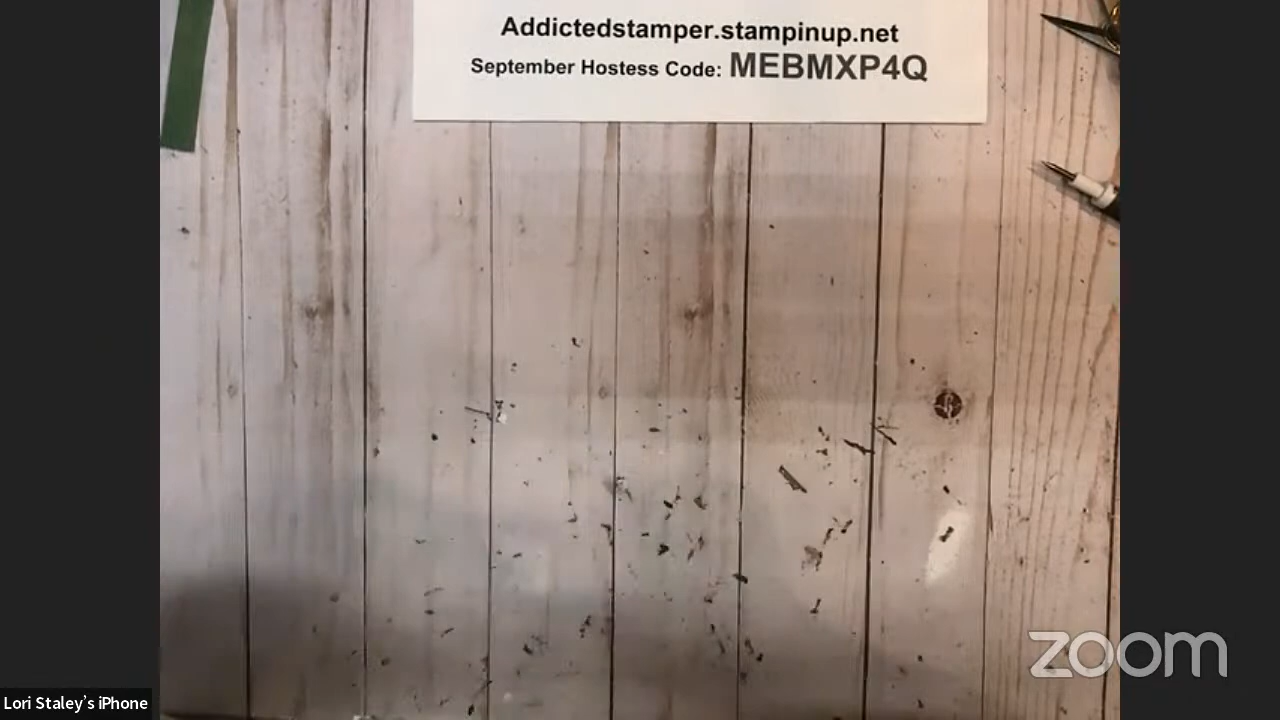 Addictedstamper.stampinup.net
September Hostess Code: MEBMXP4Q
zoom
Lori Staley's iPhone